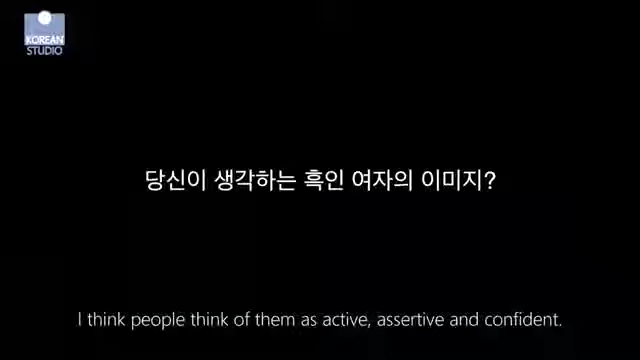 KOREAN
STUDIO
당신이 생각하는 흑인 여자의 이미지?
I think people think of them as active, assertive and confident.